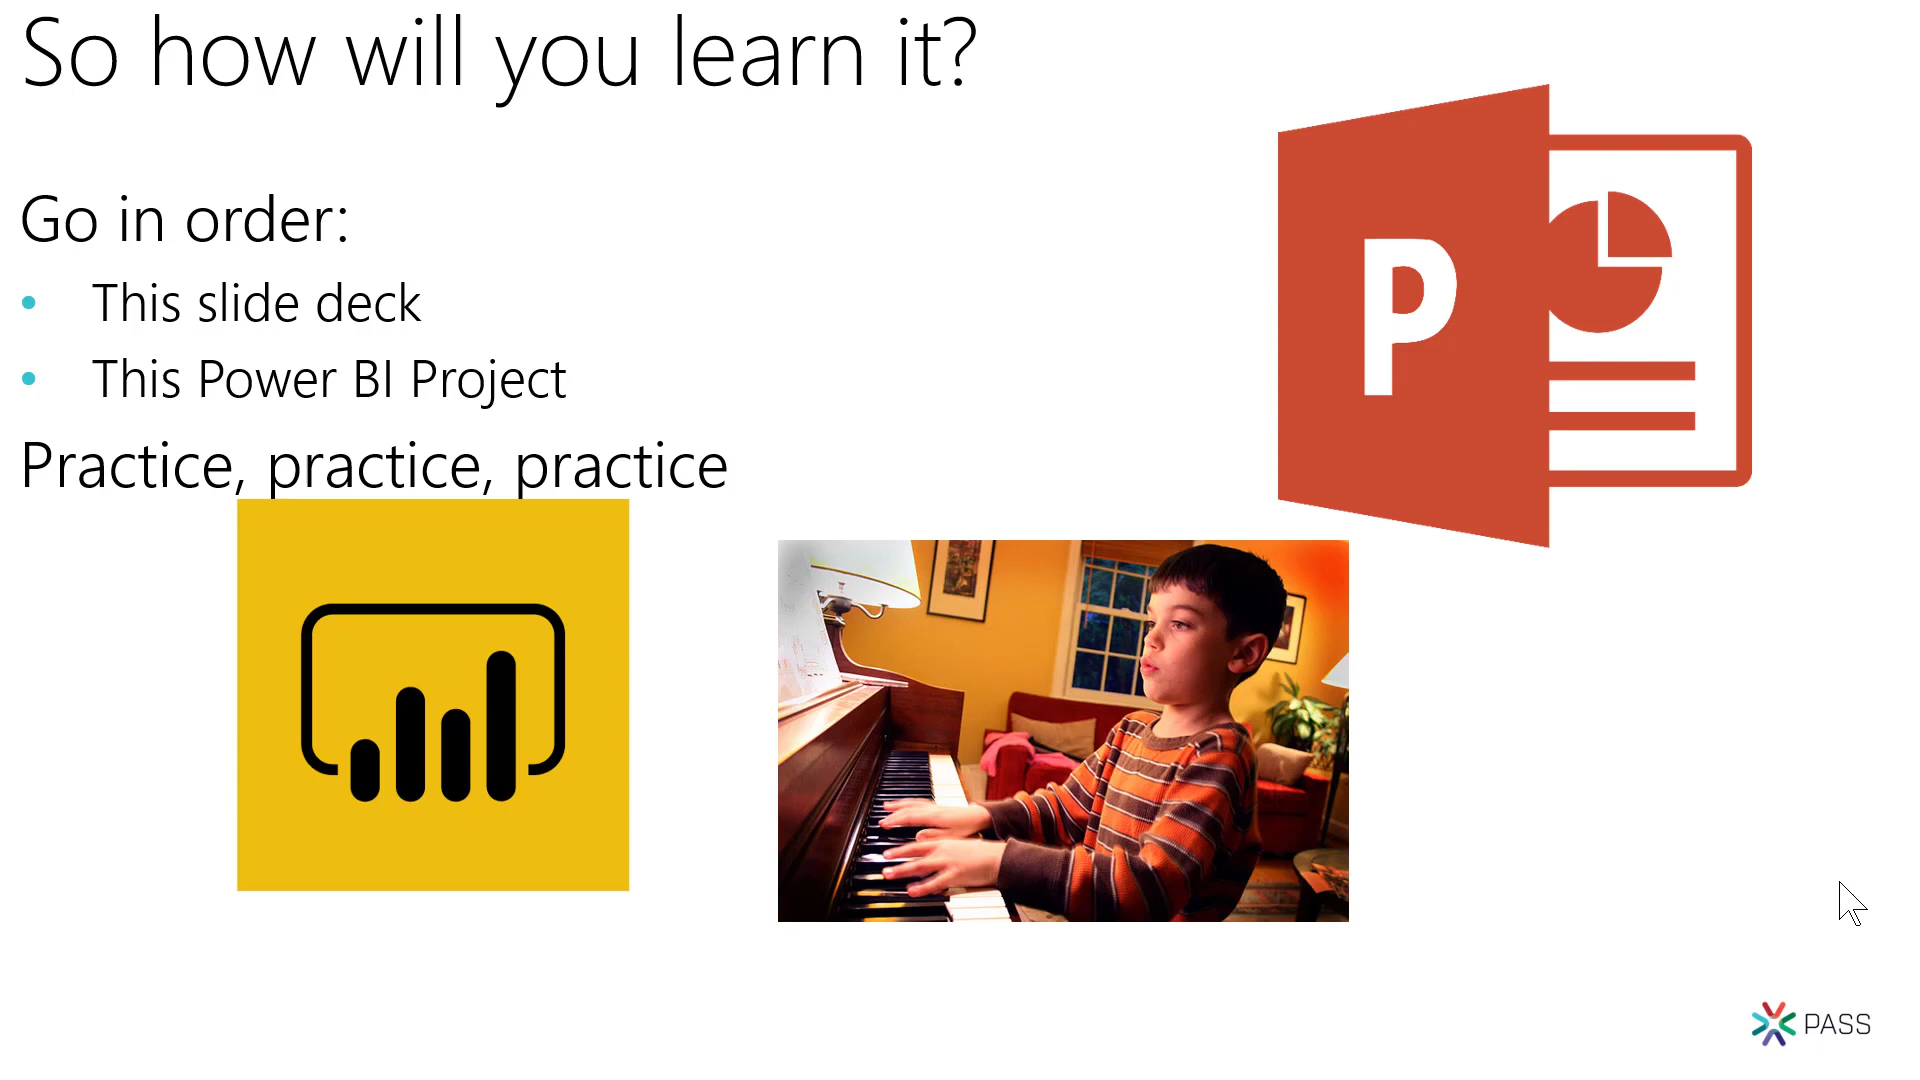 So how will you learn it?
Go in order:
• This slide deck
• This Power BI Project
Practice, practice, practice
P
PASS